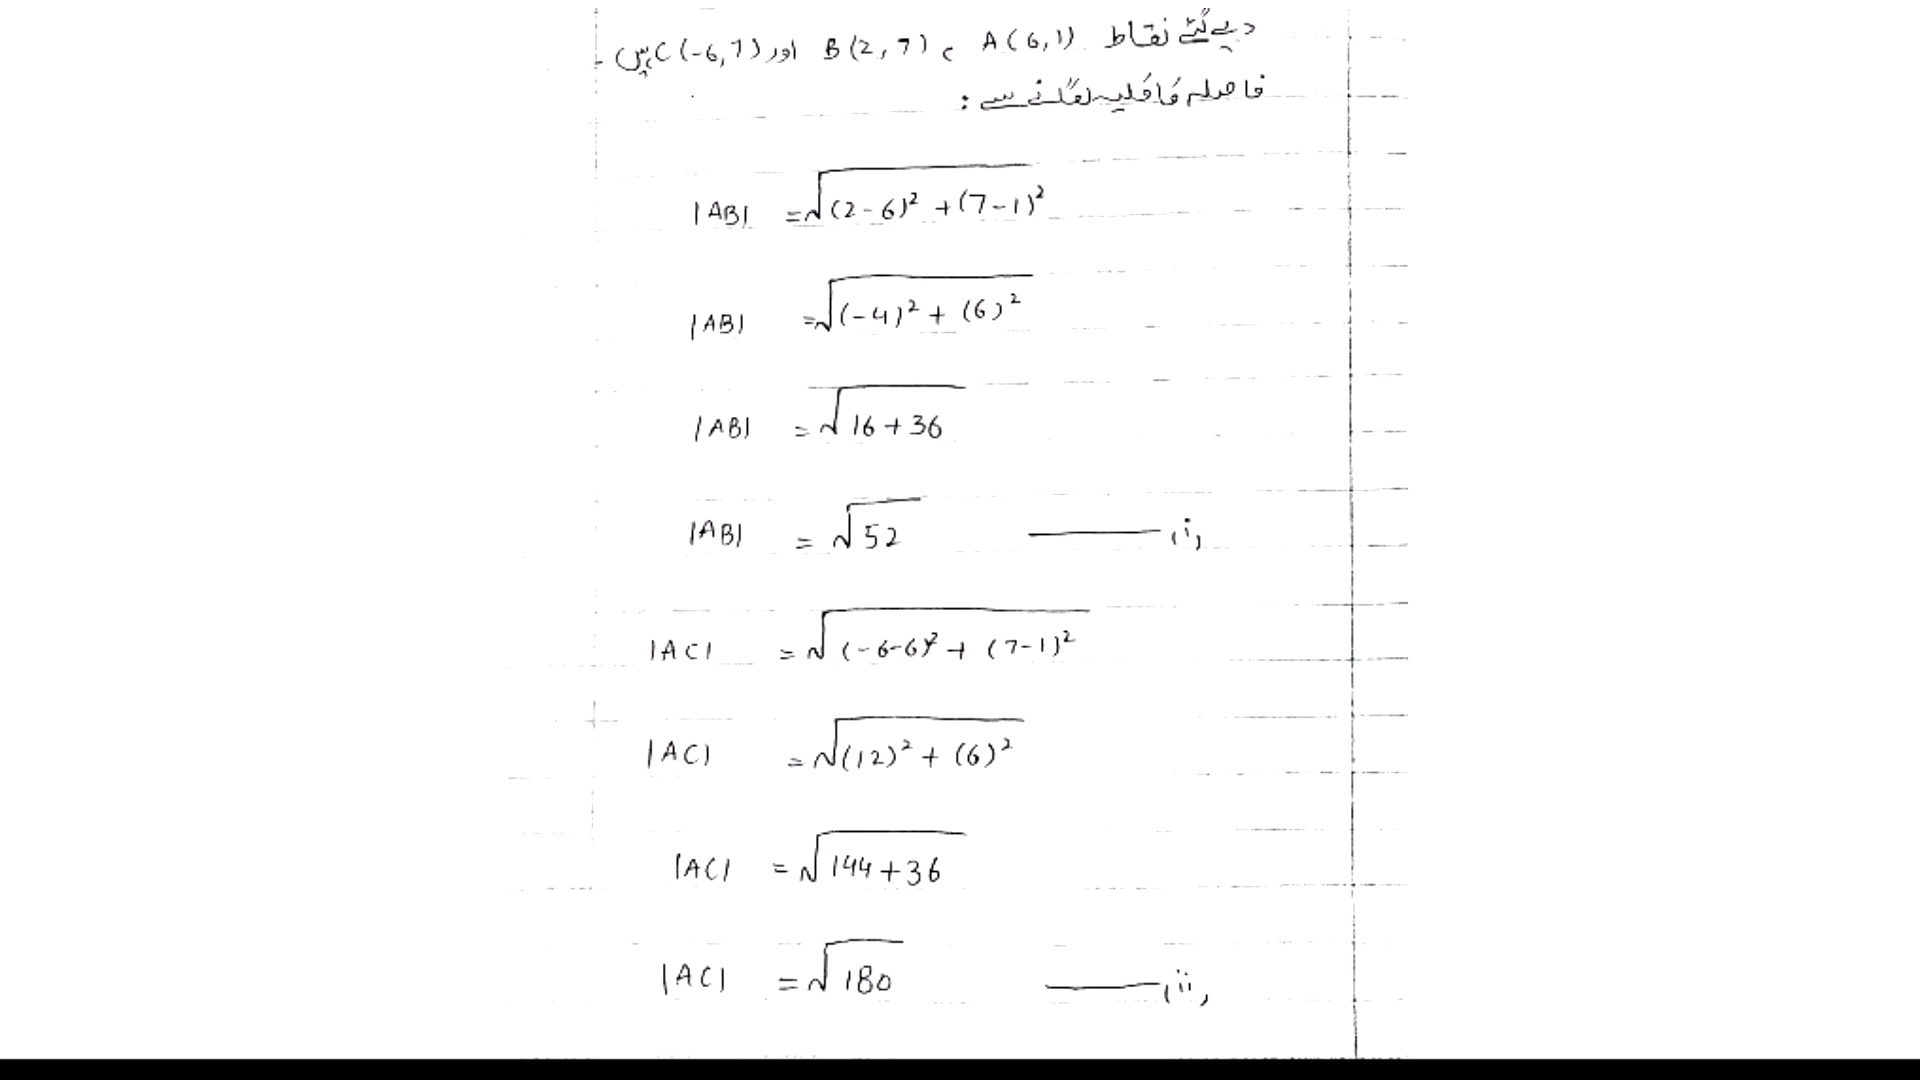 دیے گئے نقاط A(6,1) ، B(2,7) اور C(-6,7) ہیں ۔
فاصلہ کا کلیہ لگانے سے :
|AB| = √(2-6)² + (7-1)²
|AB| = √(-4)² + (6)²
|AB| = √16+36
|AB| = √52 ——— (i)
|AC| = √(-6-6)² + (7-1)²
|AC| = √(12)² + (6)²
|AC| = √144+36
|AC| = √180 ——— (ii)